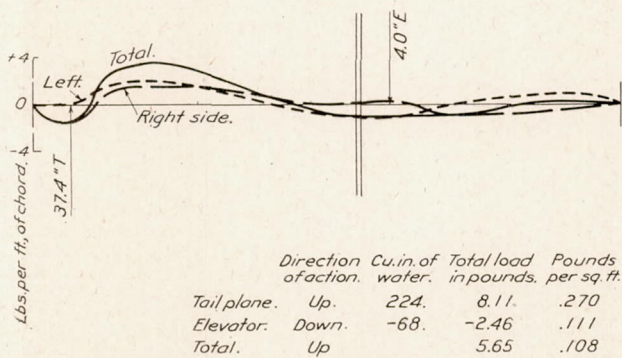 +4
0
-4
Lbs. per ft., of chord.
37.4"T
Left.
Total.
Right side.
4.0"E
Direction of action. Cu. in. of water. Total load in pounds. Pounds per sq. ft.
Tail plane. Up. 224. 8.11. .270
Elevator. Down. -68. -2.46 .111
Total. Up 5.65 .108